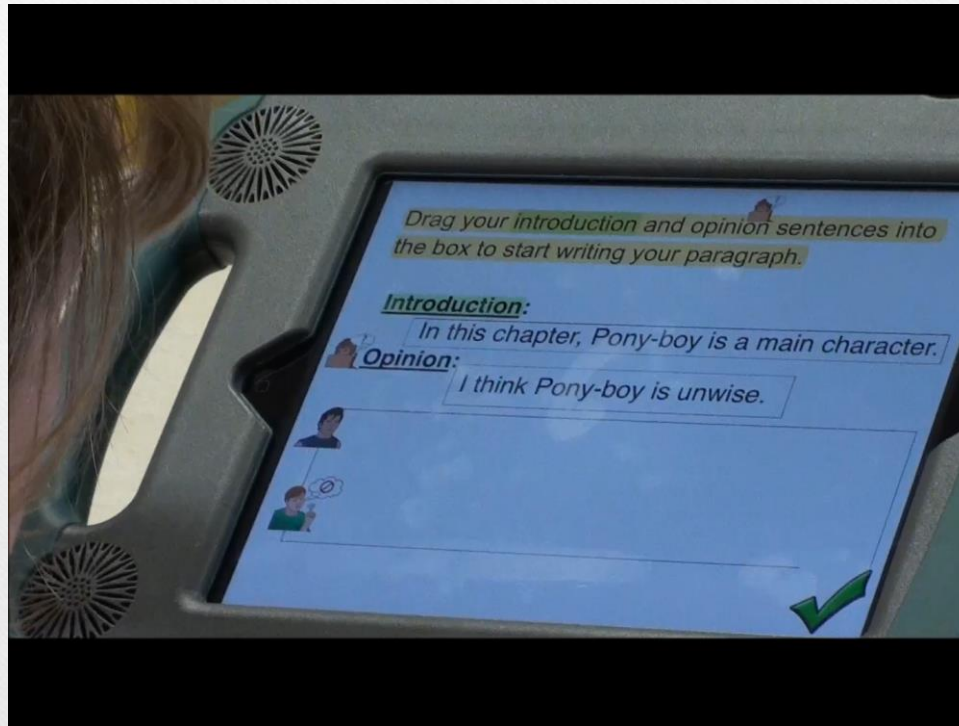 Drag your introduction and opinion sentences into
the box to start writing your paragraph.
Introduction:
In this chapter, Pony-boy is a main character.
Opinion:
I think Pony-boy is unwise.